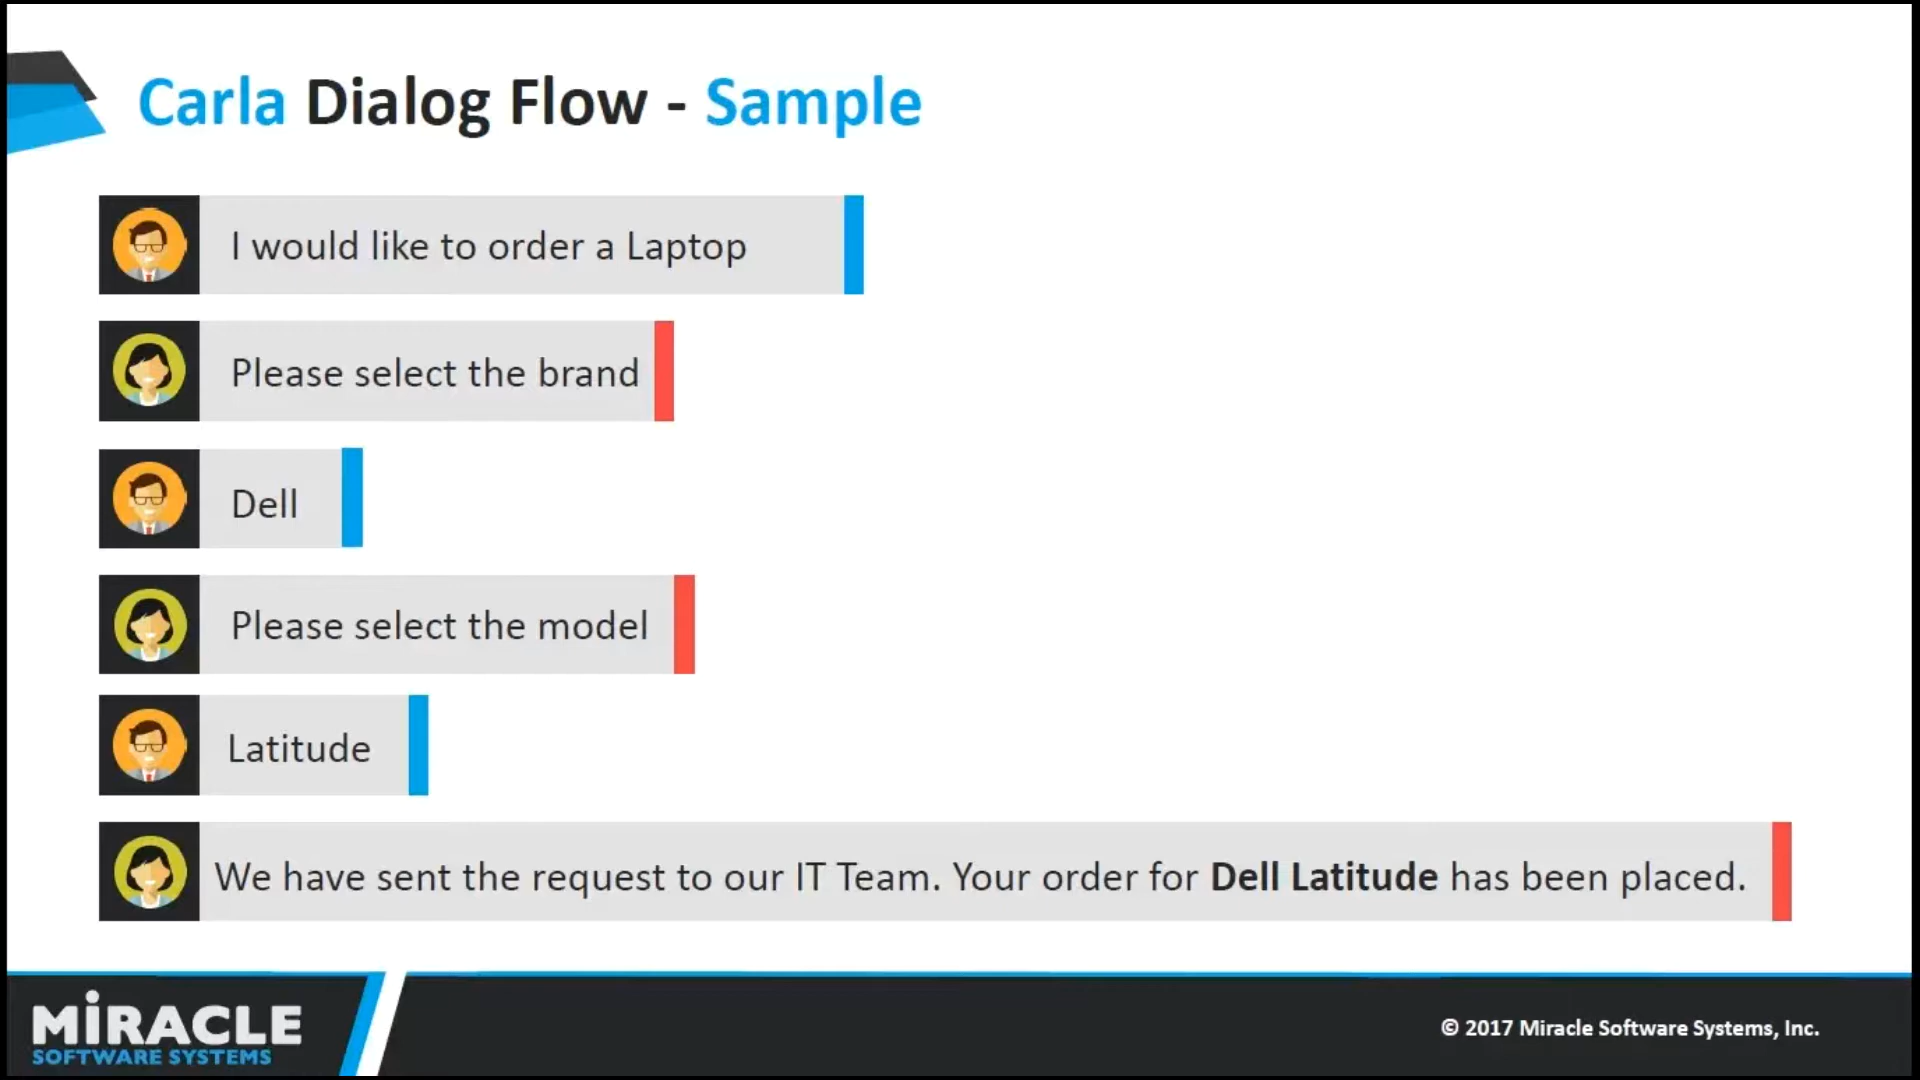 Carla Dialog Flow - Sample
I would like to order a Laptop
Please select the brand
Dell
Please select the model
Latitude
We have sent the request to our IT Team. Your order for Dell Latitude has been placed.
MiRACLE
SOFTWARE SYSTEMS
© 2017 Miracle Software Systems, Inc.